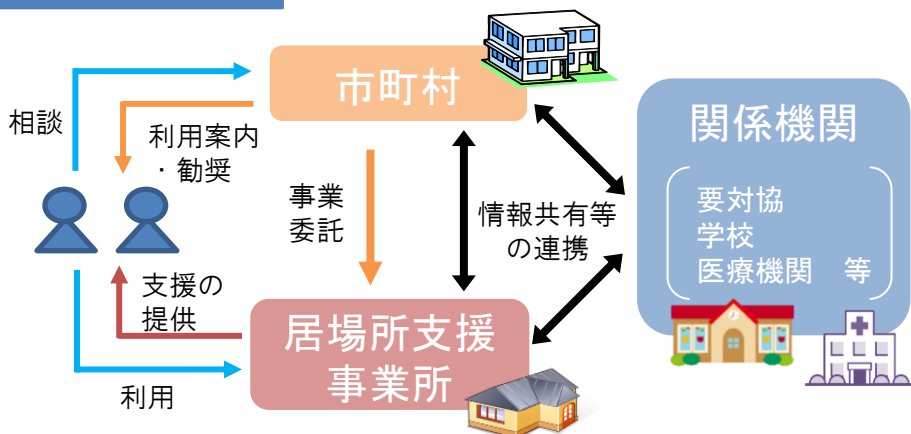 市町村
関係機関
相談
利用案内
・勧奨
要対協
学校
医療機関　等
事業
委託
情報共有等
の連携
支援の
提供
居場所支援
事業所
利用